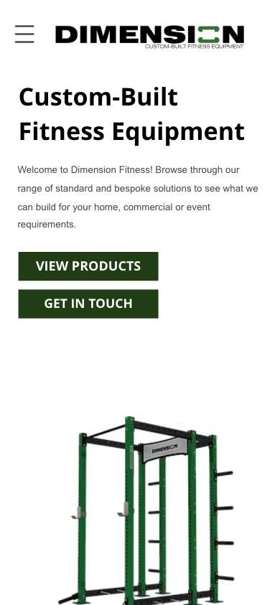 DIMENSION
CUSTOM-BUILT FITNESS EQUIPMENT
Custom-Built
Fitness Equipment
Welcome to Dimension Fitness! Browse through our
range of standard and bespoke solutions to see what we
can build for your home, commercial or event
requirements.
VIEW PRODUCTS
GET IN TOUCH
DIMENSION